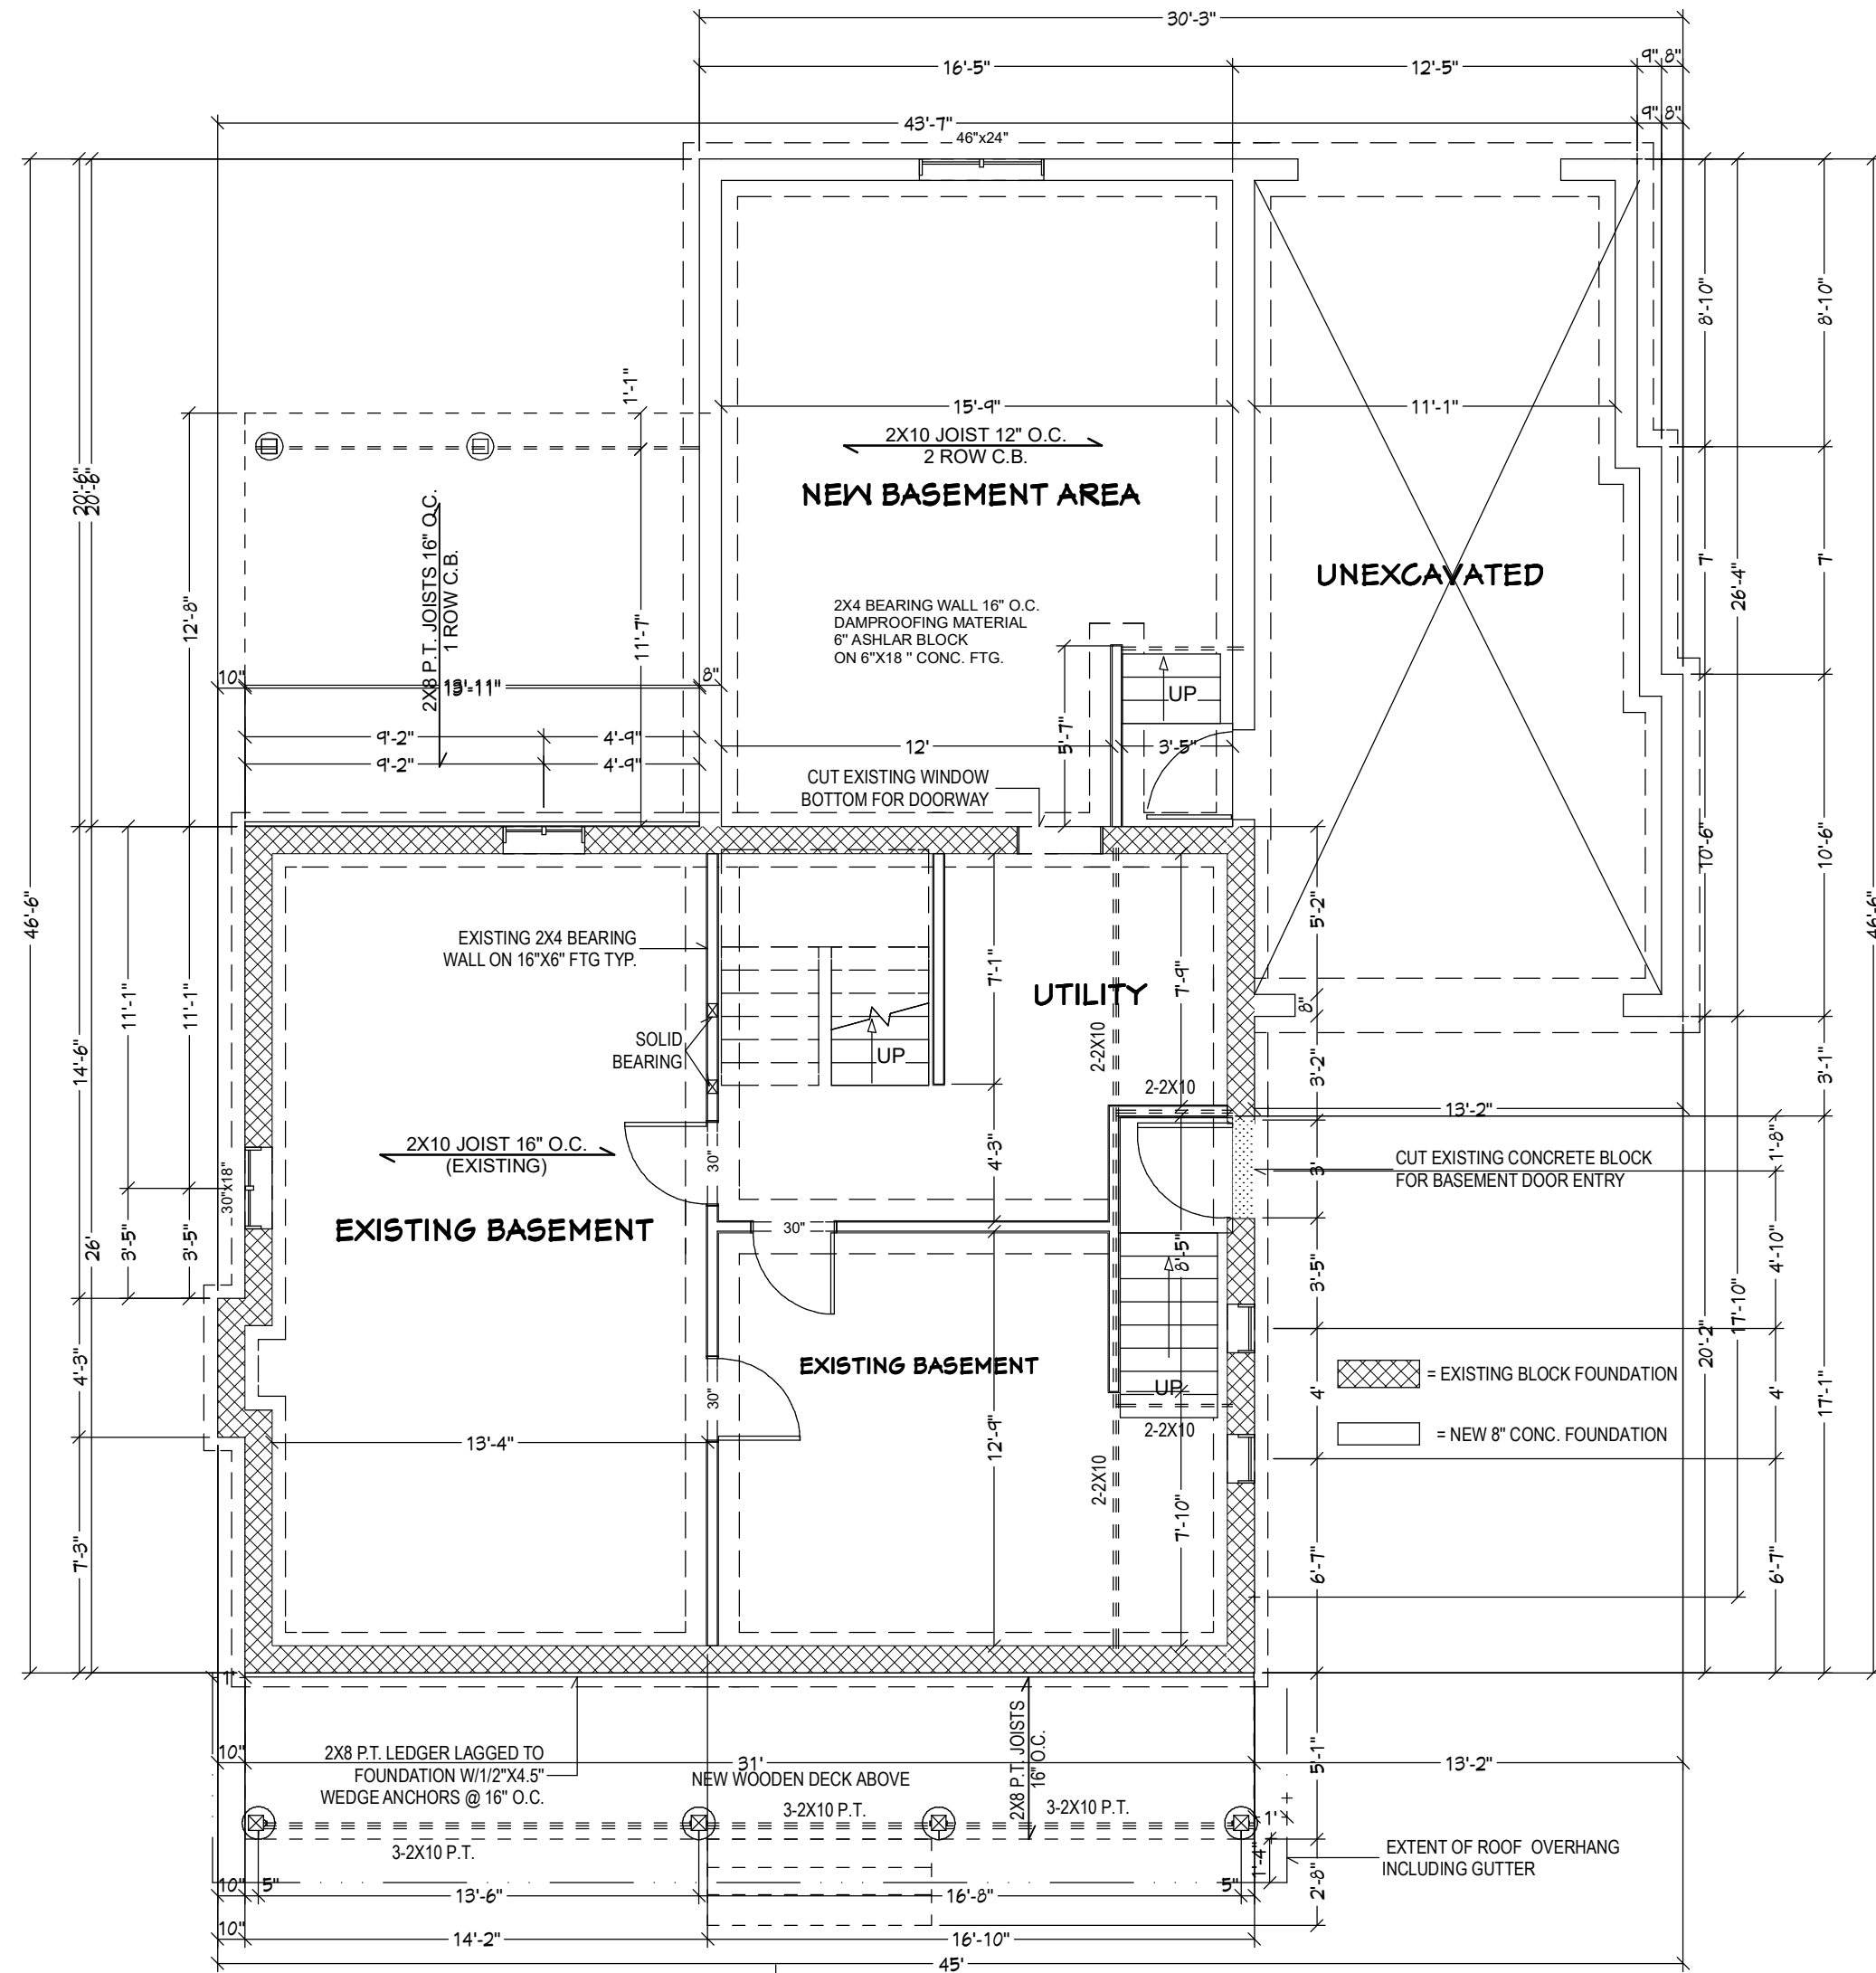 30'-3"
16'-5"
12'-5"
9"
8"
43'-7"
9"
8"
46"x24"
1'-1"
8'-10"
8'-10"
15'-9"
11'-1"
2X10 JOIST 12" O.C.
2 ROW C.B.
NEW BASEMENT AREA
20'-6"
20'-6"
2X8 P.T. JOISTS 16" O.C.
1 ROW C.B.
UNEXCAVATED
7'
7'
26'-4"
12'-8"
11'-7"
2X4 BEARING WALL 16" O.C.
DAMPROOFING MATERIAL
6" ASHLAR BLOCK
ON 6"X18 " CONC. FTG.
10"
13'-11"
8"
UP
9'-2"
4'-9"
12'
5'-7"
3'-5"
9'-2"
4'-9"
CUT EXISTING WINDOW
BOTTOM FOR DOORWAY
10'-6"
10'-6"
46'-6"
46'-6"
5'-2"
EXISTING 2X4 BEARING
WALL ON 16"X6" FTG TYP.
7'-1"
7'-9"
UTILITY
8"
11'-1"
11'-1"
14'-6"
SOLID
BEARING
UP
2-2X10
2-2X10
3'-2"
3'-1"
13'-2"
2X10 JOIST 16" O.C.
(EXISTING)
30"
4'-3"
3'
1'-8"
CUT EXISTING CONCRETE BLOCK
FOR BASEMENT DOOR ENTRY
30"x18"
EXISTING BASEMENT
30"
3'-5"
3'-5"
26'
8'-5"
3'-5"
4'-10"
17'-10"
20'-2"
EXISTING BASEMENT
4'-3"
30"
UP
4'
4'
17'-1"
= EXISTING BLOCK FOUNDATION
13'-4"
12'-9"
2-2X10
2-2X10
= NEW 8" CONC. FOUNDATION
7'-3"
7'-10"
6'-7"
6'-7"
1'
2X8 P.T. JOISTS
16" O.C.
10"
2X8 P.T. LEDGER LAGGED TO
FOUNDATION W/1/2"X4.5"
WEDGE ANCHORS @ 16" O.C.
31'
NEW WOODEN DECK ABOVE
5'-1"
13'-2"
3-2X10 P.T.
3-2X10 P.T.
1'
3-2X10 P.T.
1'-4"
EXTENT OF ROOF OVERHANG
INCLUDING GUTTER
10"
5"
13'-6"
16'-8"
5"
2'-8"
10"
14'-2"
16'-10"
45'